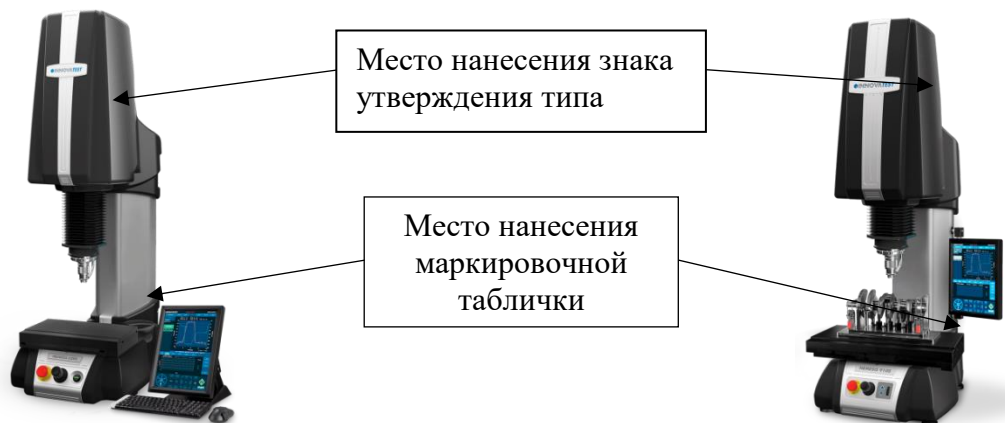 INNOVATEST
INNOVATEST
Место нанесения знака
утверждения типа
Место нанесения
маркировочной
таблички